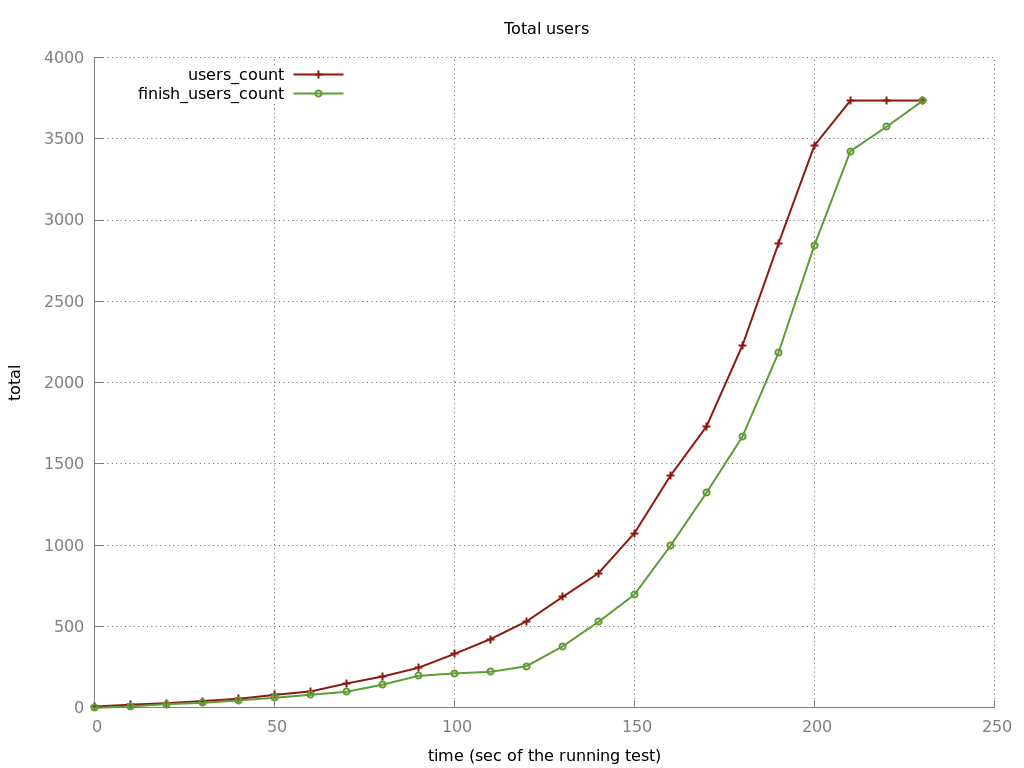 Total users
users_count
finish_users_count
4000
3500
3000
2500
2000
1500
1000
500
0
total
0 50 100 150 200 250
time (sec of the running test)